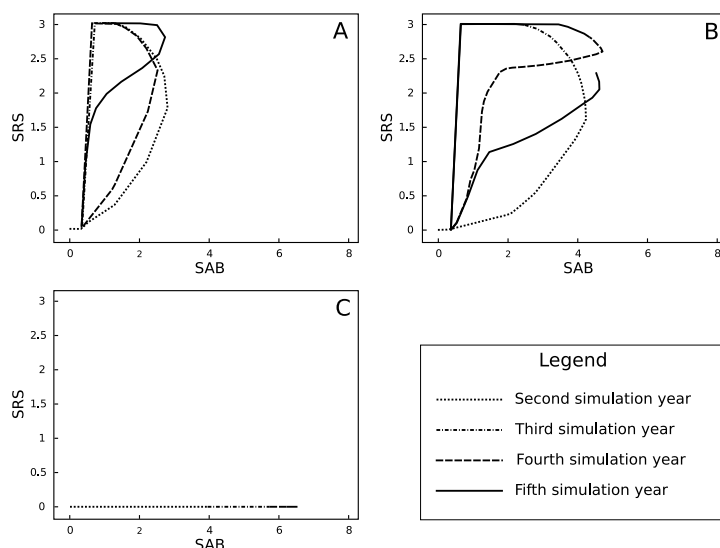 A
SRS
3
2.5
2
1.5
1
0.5
0
0 2 4 6 8
SAB
B
SRS
3
2.5
2
1.5
1
0.5
0
0 2 4 6 8
SAB
C
SRS
3
2.5
2
1.5
1
0.5
0
0 2 4 6 8
SAB
Legend
Second simulation year
Third simulation year
Fourth simulation year
Fifth simulation year